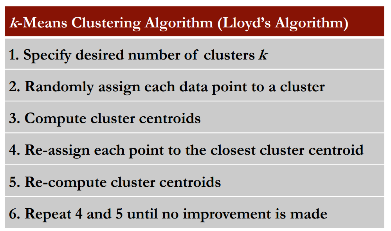 k-Means Clustering Algorithm (Lloyd's Algorithm)
1. Specify desired number of clusters k
2. Randomly assign each data point to a cluster
3. Compute cluster centroids
4. Re-assign each point to the closest cluster centroid
5. Re-compute cluster centroids
6. Repeat 4 and 5 until no improvement is made